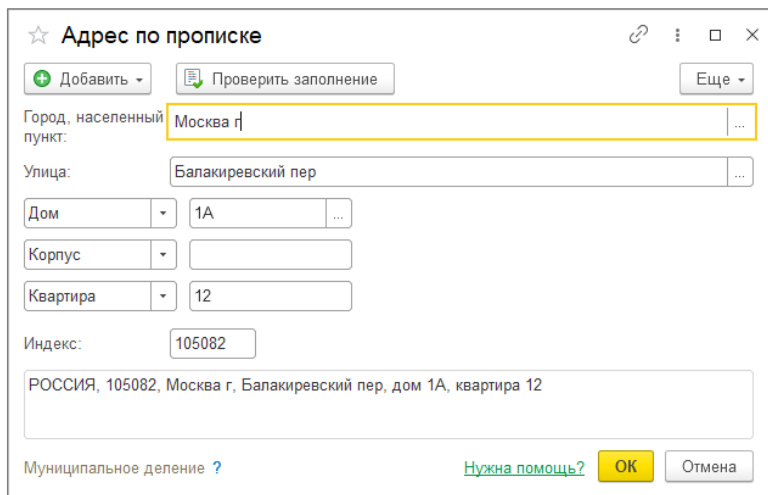 Адрес по прописке
Добавить
Проверить заполнение
Еще
Город, населенный
пункт:
Москва г
...
Улица:
Балакиревский пер
...
Дом
1А
...
Корпус
Квартира
12
Индекс:
105082
РОССИЯ, 105082, Москва г, Балакиревский пер, дом 1А, квартира 12
Муниципальное деление ?
Нужна помощь?
ОК
Отмена